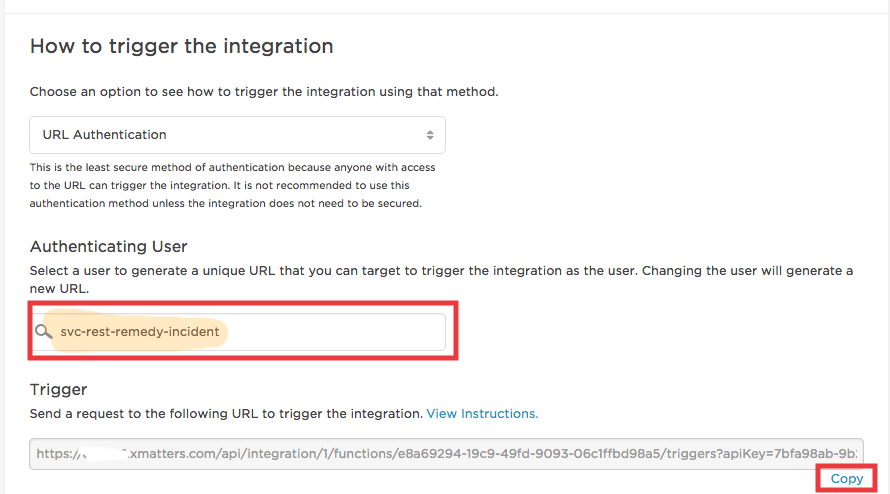 How to trigger the integration
Choose an option to see how to trigger the integration using that method.
URL Authentication
This is the least secure method of authentication because anyone with access
to the URL can trigger the integration. It is not recommended to use this
authentication method unless the integration does not need to be secured.
Authenticating User
Select a user to generate a unique URL that you can target to trigger the integration as the user. Changing the user will generate a
new URL.
svc-rest-remedy-incident
Trigger
Send a request to the following URL to trigger the integration. View Instructions.
https:// .xmatters.com/api/integration/1/functions/e8a69294-19c9-49fd-9093-06c1ffbd98a5/triggers?apiKey=7bfa98ab-9b
Copy